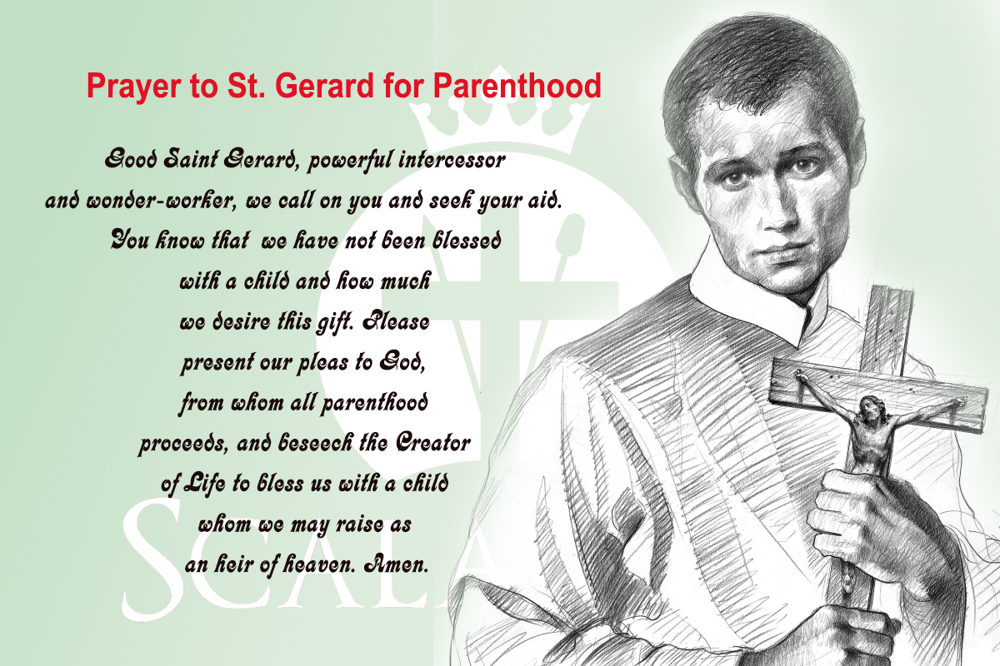 Prayer to St. Gerard for Parenthood
Good Saint Gerard, powerful intercessor
and wonder-worker, we call on you and seek your aid.
You know that we have not been blessed
with a child and how much
we desire this gift. Please
present our pleas to God,
from whom all parenthood
proceeds, and beseech the Creator
of Life to bless us with a child
whom we may raise as
an heir of heaven. Amen.
SCALA